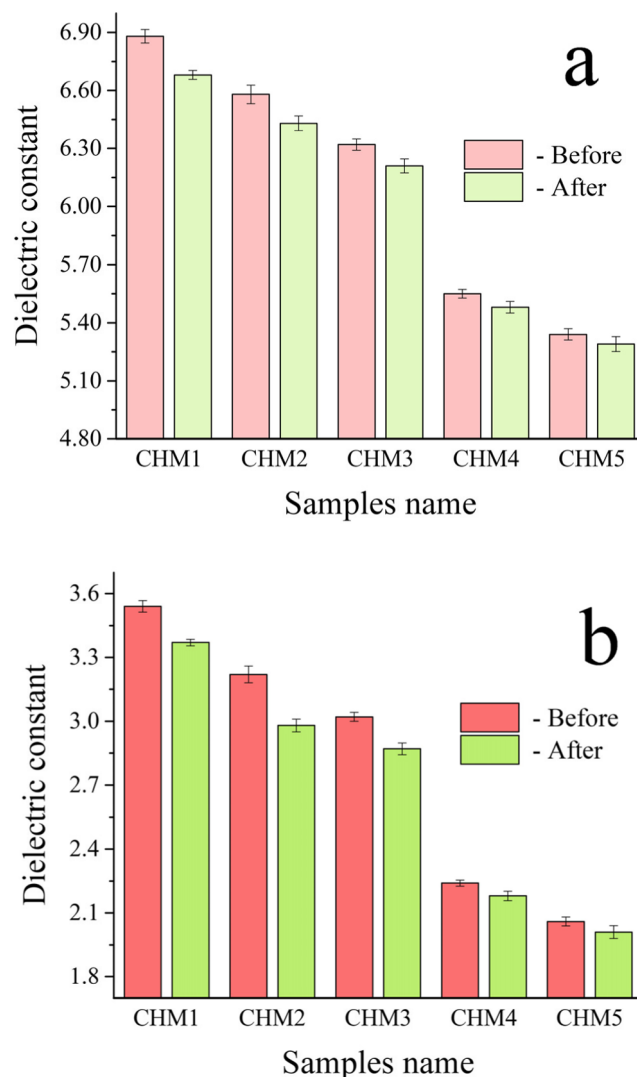 a
6.90
6.60
6.30
6.00
5.70
5.40
5.10
4.80
Dielectric constant
- Before
- After
CHM1 CHM2 CHM3 CHM4 CHM5
Samples name
b
3.6
3.3
3.0
2.7
2.4
2.1
1.8
Dielectric constant
- Before
- After
CHM1 CHM2 CHM3 CHM4 CHM5
Samples name